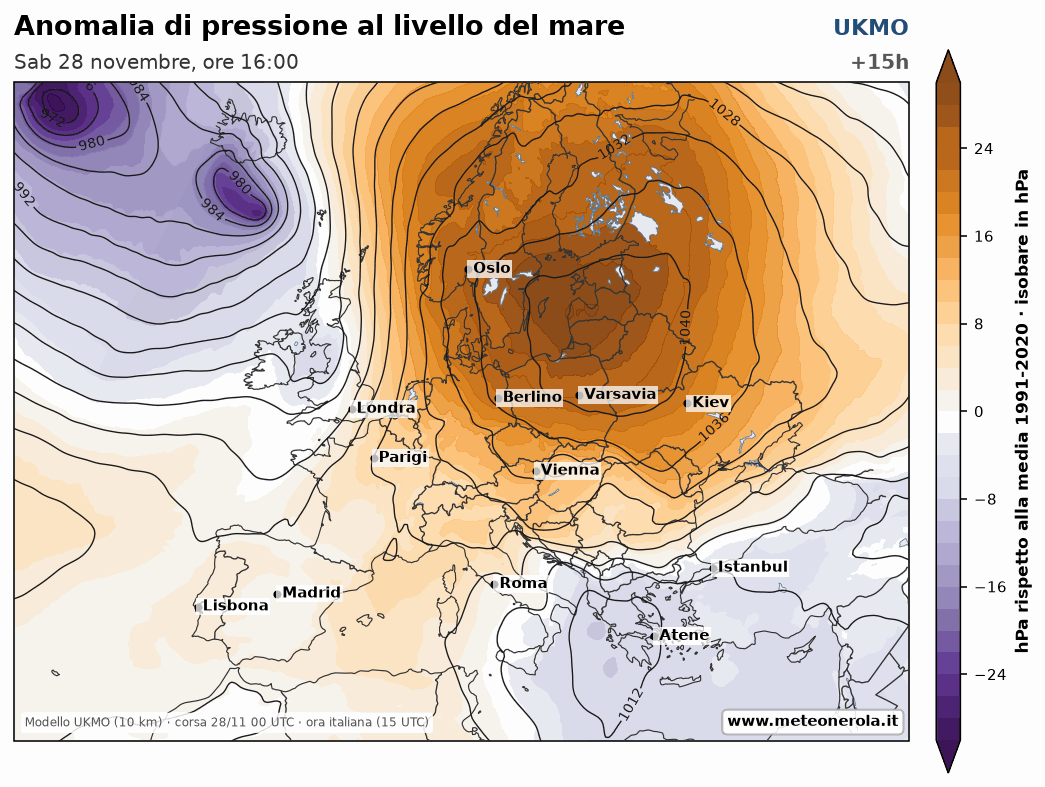 Anomalia di pressione al livello del mare
UKMO
Sab 28 novembre, ore 16:00
+15h
984
980
992
980
984
1028
1032
1040
1036
1012
Oslo
Berlino
Varsavia
Kiev
Londra
Parigi
Vienna
Istanbul
Roma
Madrid
Lisbona
Atene
Modello UKMO (10 km) · corsa 28/11 00 UTC · ora italiana (15 UTC)
www.meteonerola.it
24
16
8
0
−8
−16
−24
hPa rispetto alla media 1991-2020 · isobare in hPa